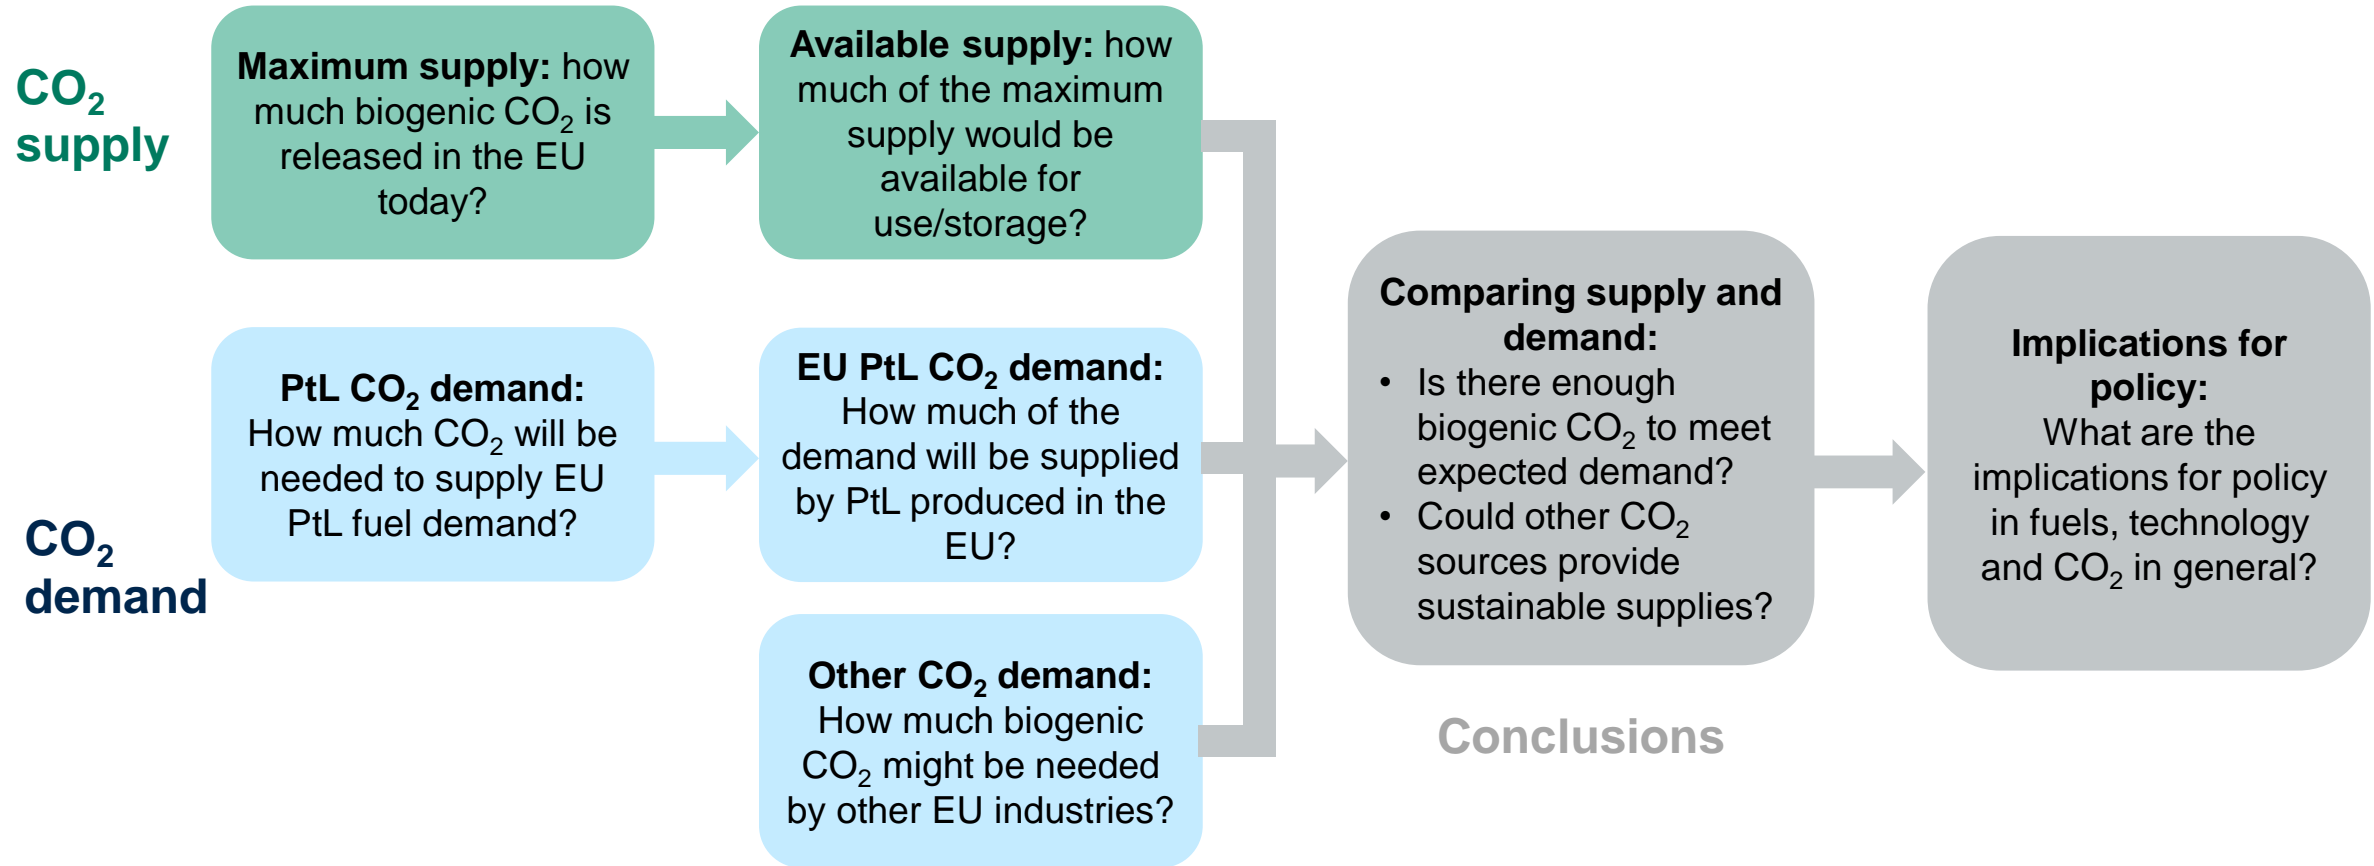 CO₂
supply
Maximum supply: how
much biogenic CO₂ is
released in the EU
today?
Available supply: how
much of the maximum
supply would be
available for
use/storage?
CO₂
demand
PtL CO₂ demand:
How much CO₂ will be
needed to supply EU
PtL fuel demand?
EU PtL CO₂ demand:
How much of the
demand will be supplied
by PtL produced in the
EU?
Other CO₂ demand:
How much biogenic
CO₂ might be needed
by other EU industries?
Comparing supply and
demand:
• Is there enough
biogenic CO₂ to meet
expected demand?
• Could other CO₂
sources provide
sustainable supplies?
Conclusions
Implications for
policy:
What are the
implications for policy
in fuels, technology
and CO₂ in general?